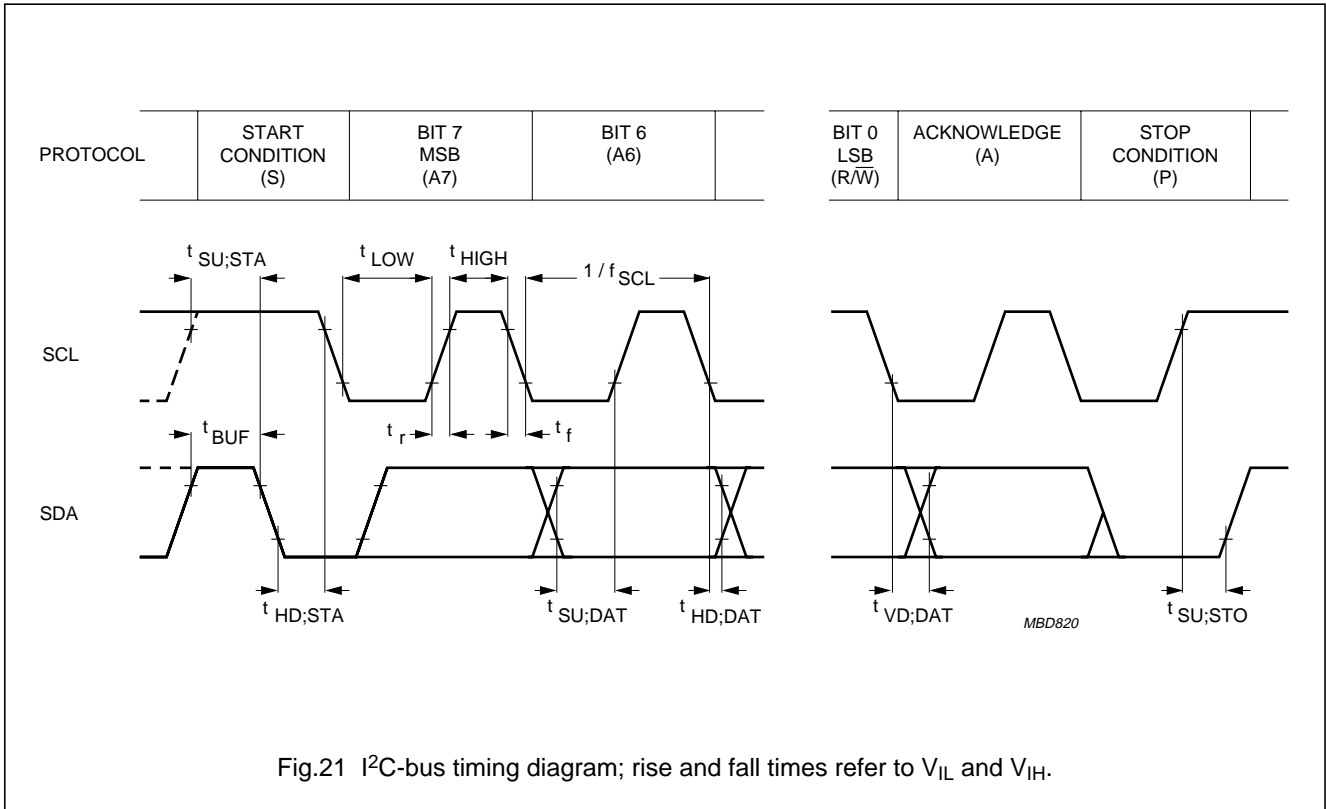 PROTOCOL
START
CONDITION
(S)
BIT 7
MSB
(A7)
BIT 6
(A6)
BIT 0
LSB
(R/W̅)
ACKNOWLEDGE
(A)
STOP
CONDITION
(P)
t SU;STA
t LOW
t HIGH
1 / f SCL
SCL
t BUF
t r
t f
SDA
t HD;STA
t SU;DAT
t HD;DAT
t VD;DAT
MBD820
t SU;STO
Fig.21 I²C-bus timing diagram; rise and fall times refer to VIL and VIH.